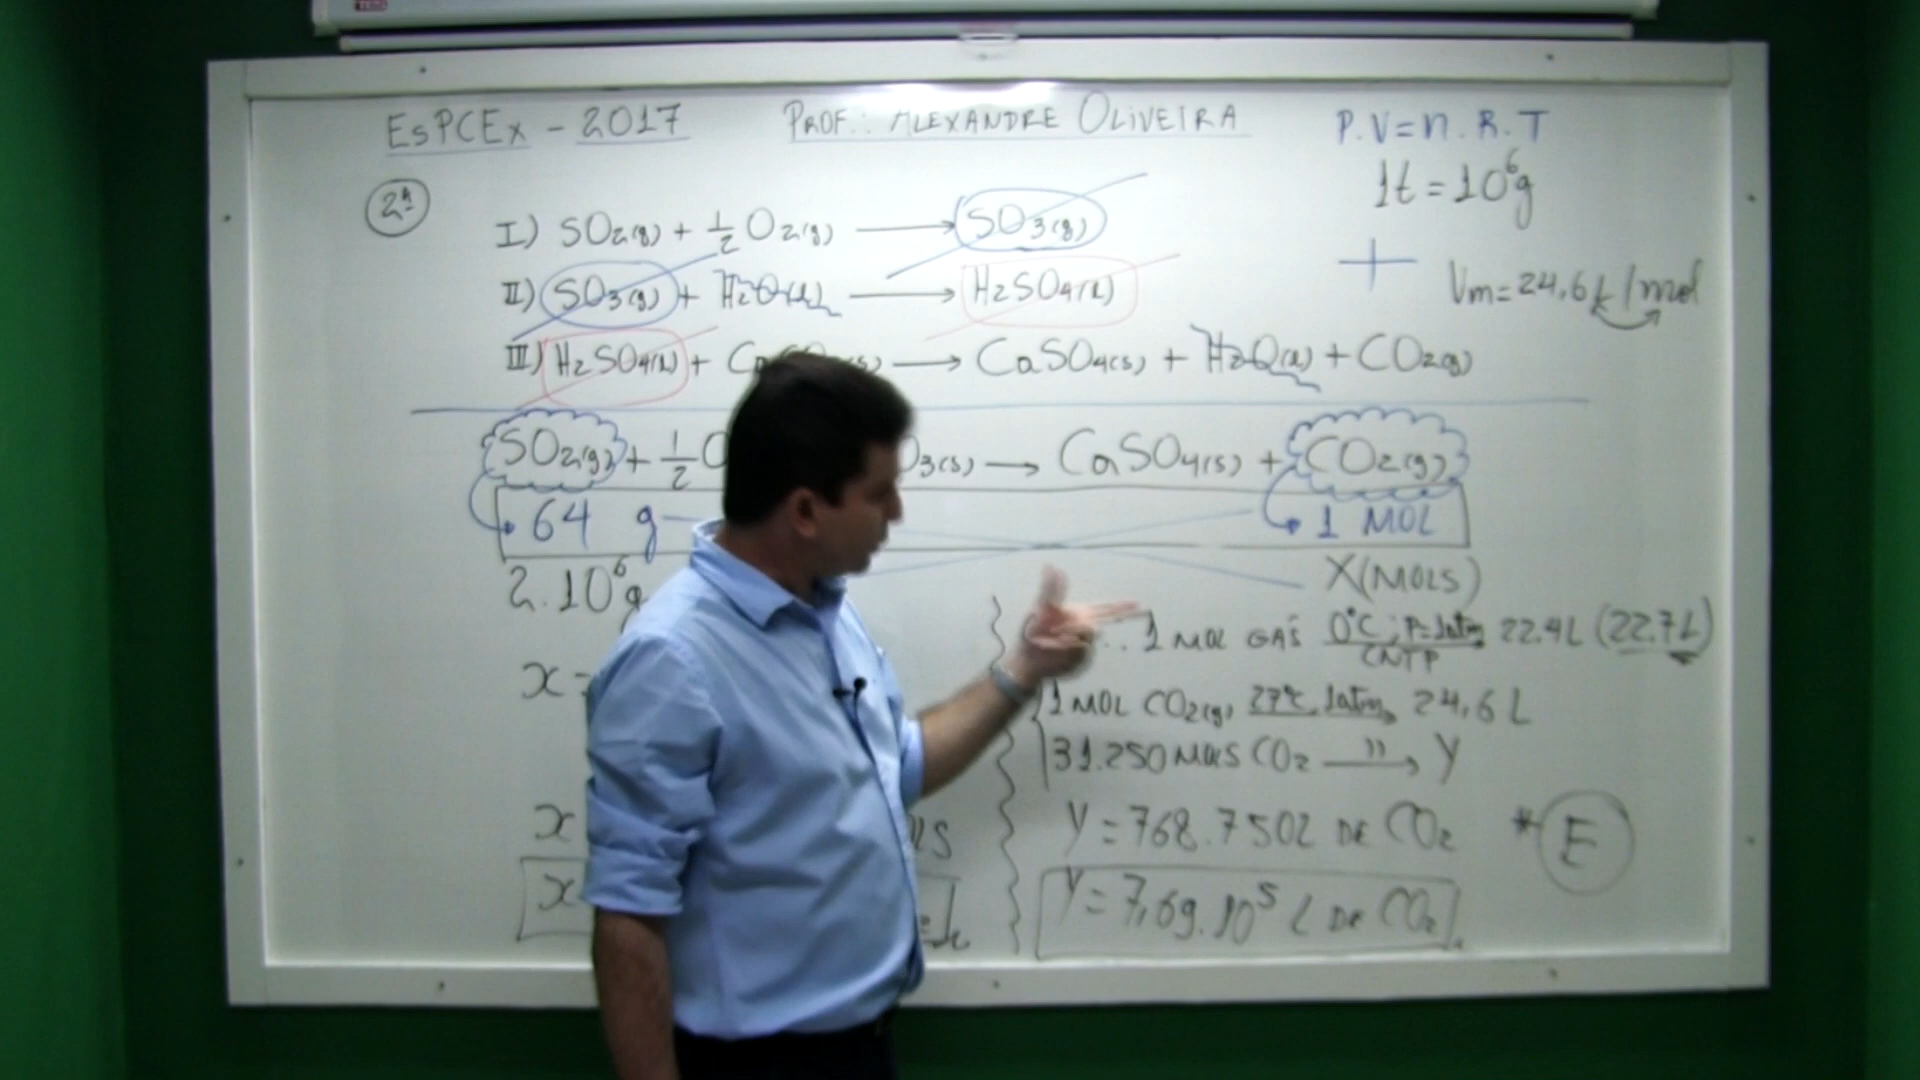 EsPCEx - 2017
PROF.: ALEXANDRE OLIVEIRA
P.V=n.R.T
1t = 10⁶g
2ª
I) SO₂(g) + 1/2 O₂(g) → SO₃(g)
II) SO₃(g) + H₂O(l) → H₂SO₄(l)
Vm = 24,6 L/mol
III) H₂SO₄(l) + Ca (s) → CaSO₄(s) + H₂O(l) + CO₂(g)
SO₂(g) + 1/2 O O₃(s) → CaSO₄(s) + CO₂(g)
64 g 1 MOL
2.10⁶g X(MOLS)
... 1 MOL GÁS 0°C; P=1atm CNTP → 22.4L (22.7L)
x =
1 MOL CO₂(g) 27°C, 1atm → 24,6 L
31.250 MOLS CO₂ " → Y
x
Y = 768.750L DE CO₂ * E
x
Y = 7,69.10⁵ L DE CO₂